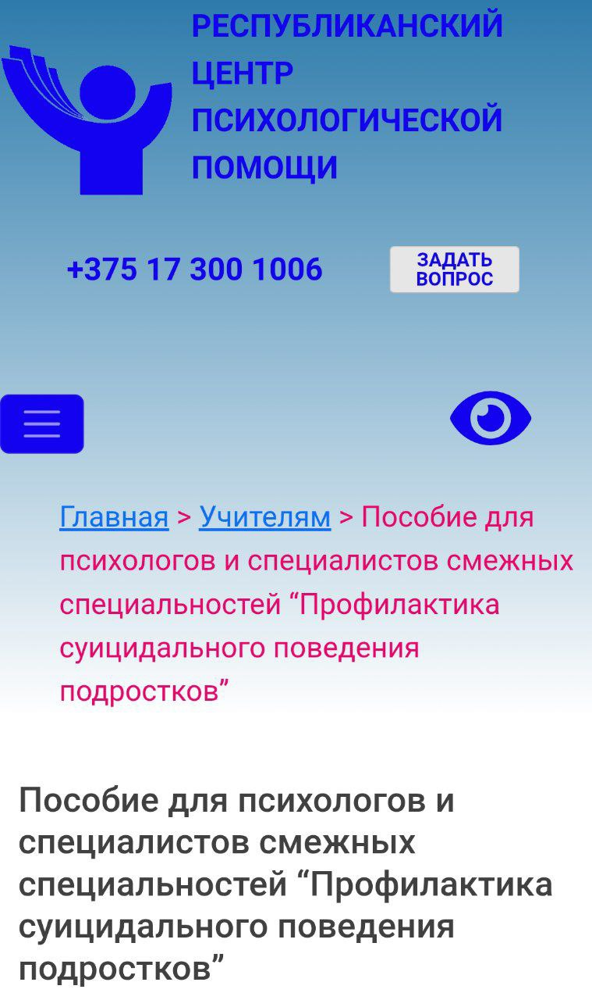 РЕСПУБЛИКАНСКИЙ
ЦЕНТР
ПСИХОЛОГИЧЕСКОЙ
ПОМОЩИ
+375 17 300 1006
ЗАДАТЬ
ВОПРОС
Главная > Учителям > Пособие для
психологов и специалистов смежных
специальностей “Профилактика
суицидального поведения
подростков”
Пособие для психологов и
специалистов смежных
специальностей “Профилактика
суицидального поведения
подростков”